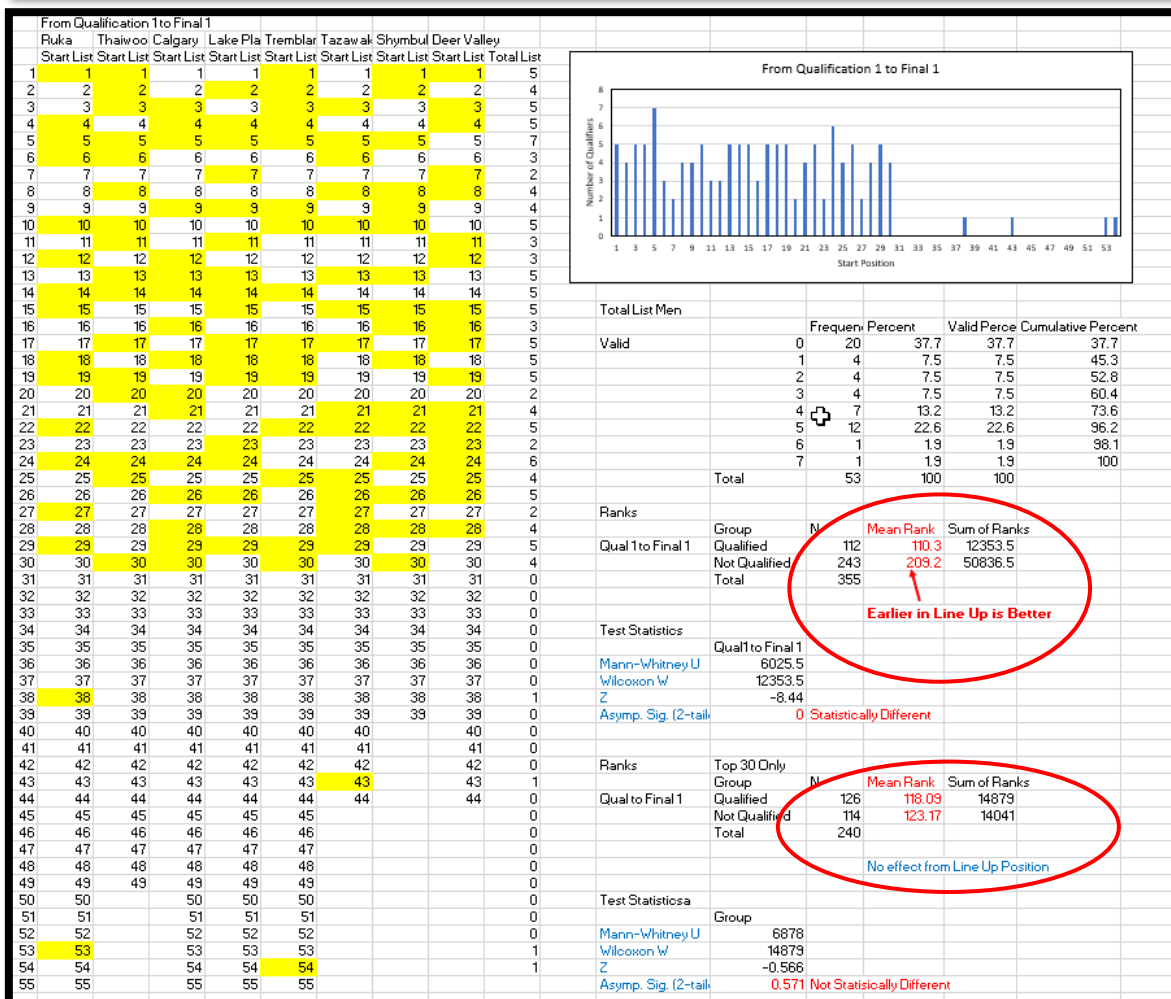 From Qualification 1 to Final 1
Ruka Thaiwoo Calgary Lake Pla Tremblar Tazawak Shymbul Deer Valley
Start List Start List Start List Start List Start List Start List Start List Start List Total List
1 1 1 1 1 1 1 1 1 5
2 2 2 2 2 2 2 2 2 4
3 3 3 3 3 3 3 3 3 5
4 4 4 4 4 4 4 4 4 5
5 5 5 5 5 5 5 5 5 7
6 6 6 6 6 6 6 6 6 3
7 7 7 7 7 7 7 7 7 2
8 8 8 8 8 8 8 8 8 4
9 9 9 9 9 9 9 9 9 4
10 10 10 10 10 10 10 10 10 5
11 11 11 11 11 11 11 11 11 3
12 12 12 12 12 12 12 12 12 3
13 13 13 13 13 13 13 13 13 5
14 14 14 14 14 14 14 14 14 5
15 15 15 15 15 15 15 15 15 5
16 16 16 16 16 16 16 16 16 3
17 17 17 17 17 17 17 17 17 5
18 18 18 18 18 18 18 18 18 5
19 19 19 19 19 19 19 19 19 5
20 20 20 20 20 20 20 20 20 2
21 21 21 21 21 21 21 21 21 4
22 22 22 22 22 22 22 22 22 5
23 23 23 23 23 23 23 23 23 2
24 24 24 24 24 24 24 24 24 6
25 25 25 25 25 25 25 25 25 4
26 26 26 26 26 26 26 26 26 5
27 27 27 27 27 27 27 27 27 2
28 28 28 28 28 28 28 28 28 4
29 29 29 29 29 29 29 29 29 5
30 30 30 30 30 30 30 30 30 4
31 31 31 31 31 31 31 31 31 0
32 32 32 32 32 32 32 32 32 0
33 33 33 33 33 33 33 33 33 0
34 34 34 34 34 34 34 34 34 0
35 35 35 35 35 35 35 35 35 0
36 36 36 36 36 36 36 36 36 0
37 37 37 37 37 37 37 37 37 0
38 38 38 38 38 38 38 38 38 1
39 39 39 39 39 39 39 39 39 0
40 40 40 40 40 40 40 40 0
41 41 41 41 41 41 41 41 0
42 42 42 42 42 42 42 42 0
43 43 43 43 43 43 43 43 1
44 44 44 44 44 44 44 44 0
45 45 45 45 45 45 0
46 46 46 46 46 46 0
47 47 47 47 47 47 0
48 48 48 48 48 48 0
49 49 49 49 49 49 0
50 50 50 50 50 0
51 51 51 51 51 0
52 52 52 52 52 0
53 53 53 53 53 1
54 54 54 54 54 1
55 55 55 55 55
From Qualification 1 to Final 1
Number of Qualifiers
8
7
6
5
4
3
2
1
0
1 3 5 7 9 11 13 15 17 19 21 23 25 27 29 31 33 35 37 39 41 43 45 47 49 51 53
Start Position
Total List Men
Frequen Percent Valid Perce Cumulative Percent
Valid 0 20 37.7 37.7 37.7
1 4 7.5 7.5 45.3
2 4 7.5 7.5 52.8
3 4 7.5 7.5 60.4
4 7 13.2 13.2 73.6
5 12 22.6 22.6 96.2
6 1 1.9 1.9 98.1
7 1 1.9 1.9 100
Total 53 100 100
Ranks
Group N Mean Rank Sum of Ranks
Qual 1 to Final 1 Qualified 112 110.3 12353.5
Not Qualified 243 209.2 50836.5
Total 355
Earlier in Line Up is Better
Test Statistics
Qual1 to Final 1
Mann-Whitney U 6025.5
Wilcoxon W 12353.5
Z -8.44
Asymp. Sig. (2-tail 0 Statistically Different
Ranks Top 30 Only
Group N Mean Rank Sum of Ranks
Qual to Final 1 Qualified 126 118.09 14879
Not Qualified 114 123.17 14041
Total 240
No effect from Line Up Position
Test Statisticsa
Group
Mann-Whitney U 6878
Wilcoxon W 14879
Z -0.566
Asymp. Sig. (2-tail 0.571 Not Statisically Different